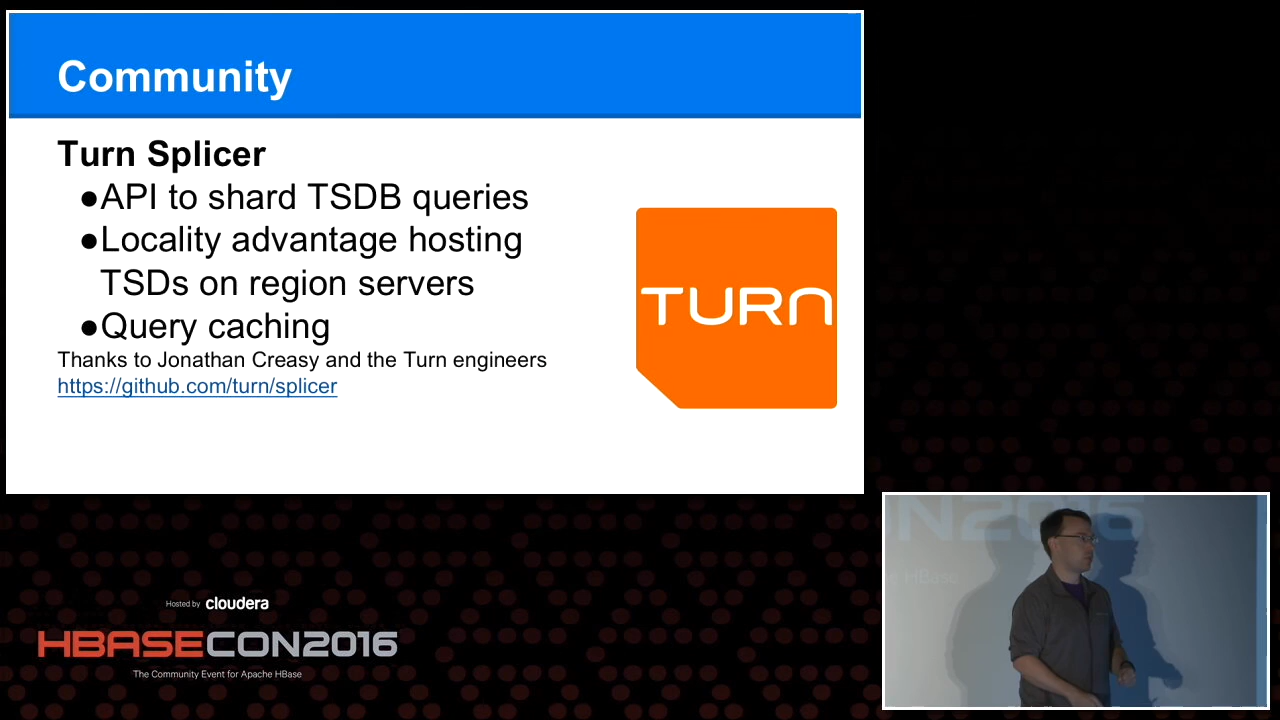 Community
Turn Splicer
●API to shard TSDB queries
●Locality advantage hosting
TSDs on region servers
●Query caching
Thanks to Jonathan Creasy and the Turn engineers
https://github.com/turn/splicer
TURN
Hosted by cloudera
HBASECON2016
The Community Event for Apache HBase
ON2016
HBase